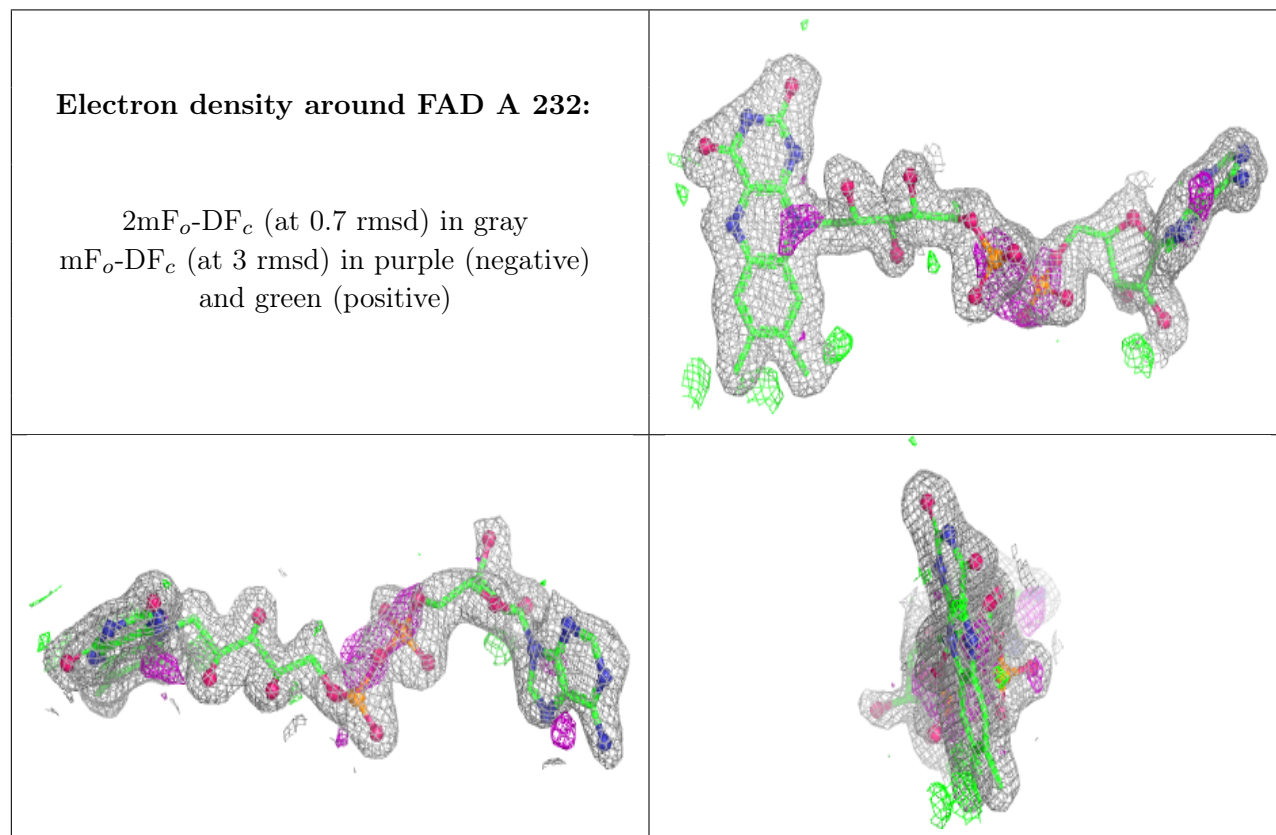 Electron density around FAD A 232:
2mFo-DFc (at 0.7 rmsd) in gray
mFo-DFc (at 3 rmsd) in purple (negative)
and green (positive)